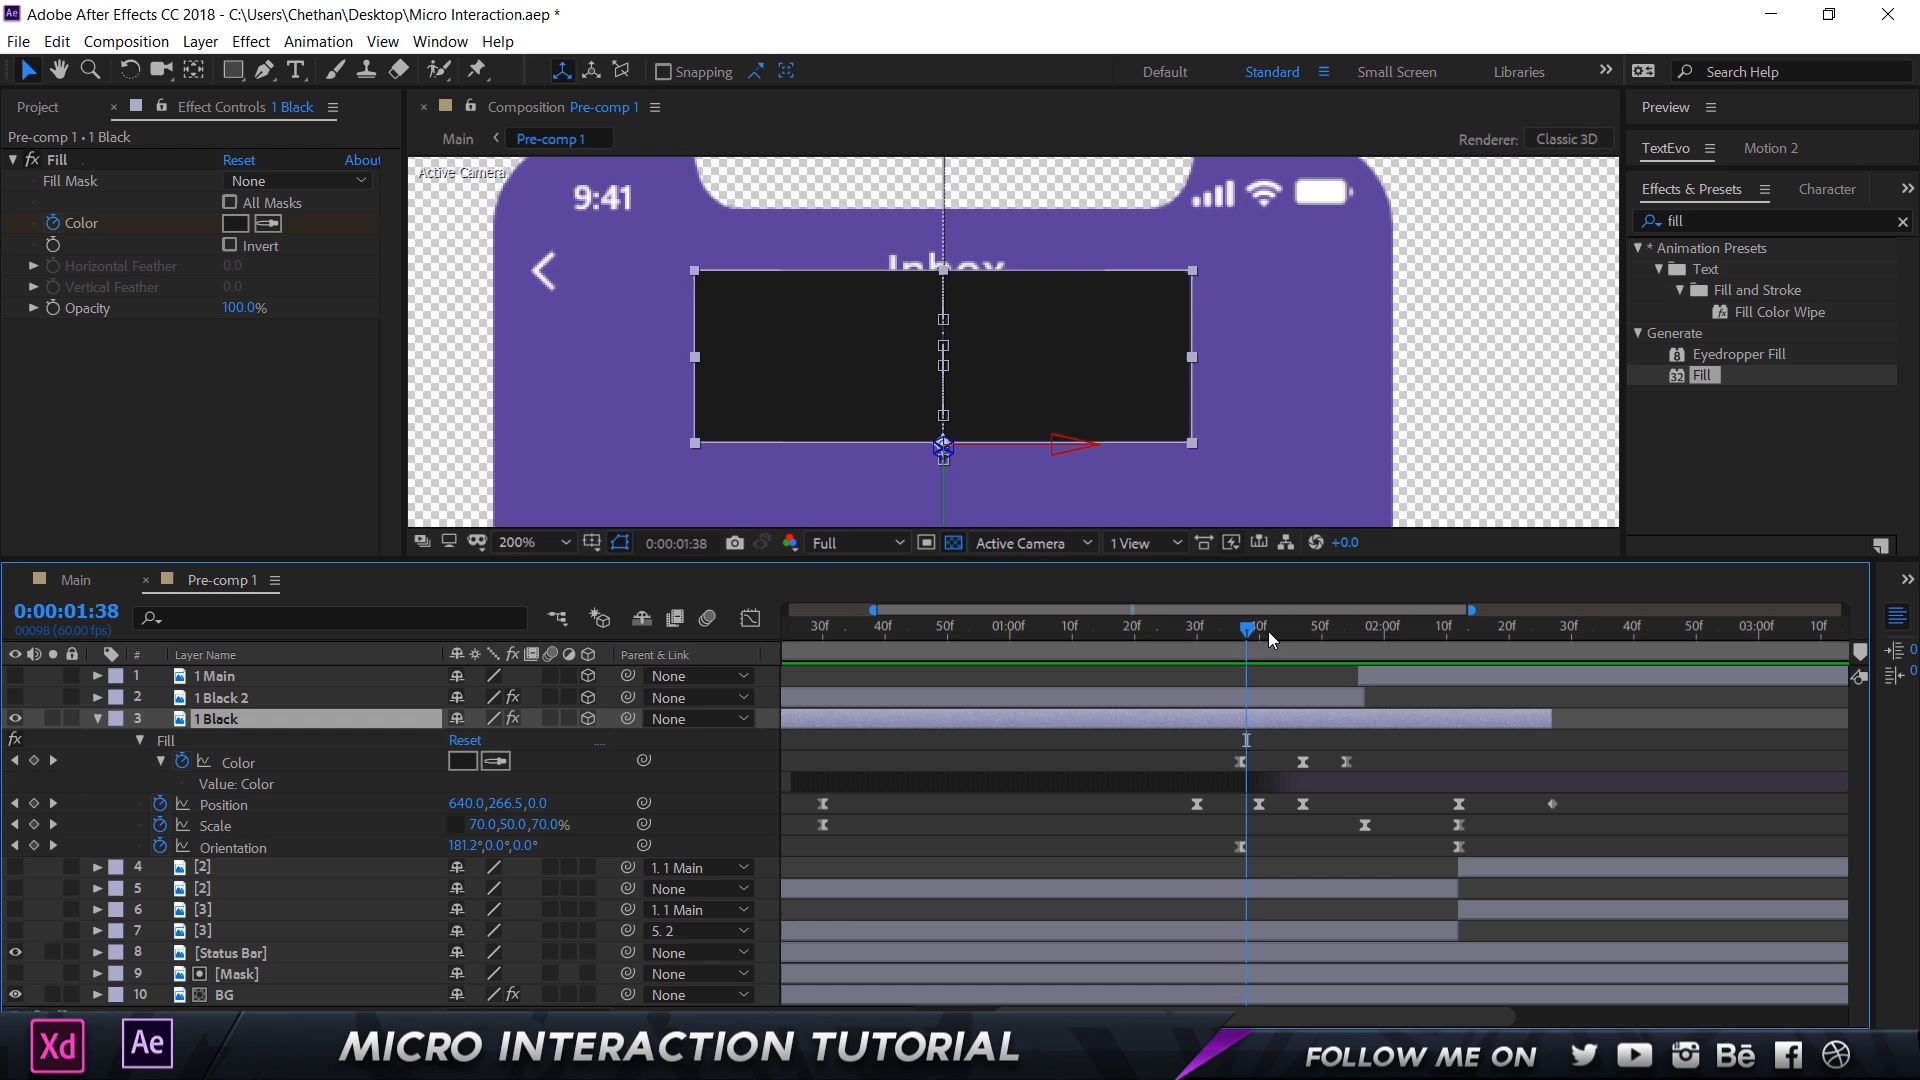 Adobe After Effects CC 2018 - C:\Users\Chethan\Desktop\Micro Interaction.aep *
File Edit Composition Layer Effect Animation View Window Help
Snapping Default Standard Small Screen Libraries Search Help
Project Effect Controls 1 Black
Composition Pre-comp 1
Preview
Pre-comp 1 • 1 Black
Main Pre-comp 1 Renderer: Classic 3D
TextEvo Motion 2
fx Fill Reset About
Active Camera
Fill Mask None
Effects & Presets Character
All Masks
9:41
Color
fill
Invert
* Animation Presets
Horizontal Feather 0.0
Inbox
Text
Vertical Feather 0.0
Fill and Stroke
Opacity 100.0%
Fill Color Wipe
Generate
Eyedropper Fill
Fill
200% 0:00:01:38 Full Active Camera 1 View +0.0
Main Pre-comp 1
0:00:01:38
00098 (60.00 fps)
30f 40f 50f 01:00f 10f 20f 30f 40f 50f 02:00f 10f 20f 30f 40f 50f 03:00f 10f
# Layer Name Parent & Link
1 1 Main None
2 1 Black 2 None
3 1 Black None
Fill Reset ....
Color
Value: Color
Position 640.0,266.5,0.0
Scale 70.0,50.0,70.0%
Orientation 181.2°,0.0°,0.0°
4 [2] 1. 1 Main
5 [2] None
6 [3] 1. 1 Main
7 [3] 5. 2
8 [Status Bar] None
9 [Mask] None
10 BG None
Xd Ae MICRO INTERACTION TUTORIAL FOLLOW ME ON Bē